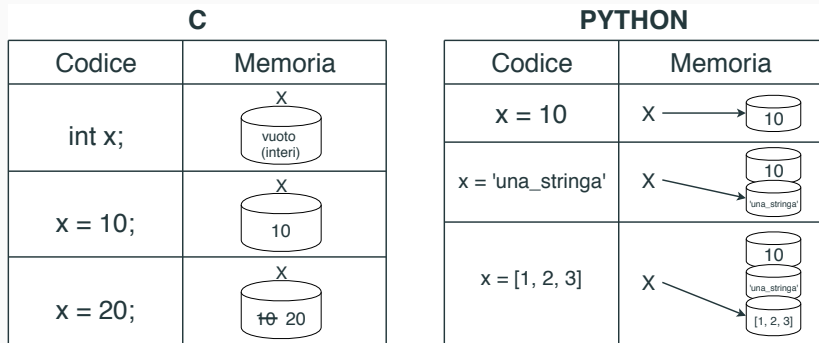 C
Codice Memoria
int x;
X
vuoto
(interi)
x = 10;
X
10
x = 20;
X
10 20
PYTHON
Codice Memoria
x = 10
X
10
x = 'una_stringa'
X
10
'una_stringa'
x = [1, 2, 3]
X
10
'una_stringa'
[1, 2, 3]